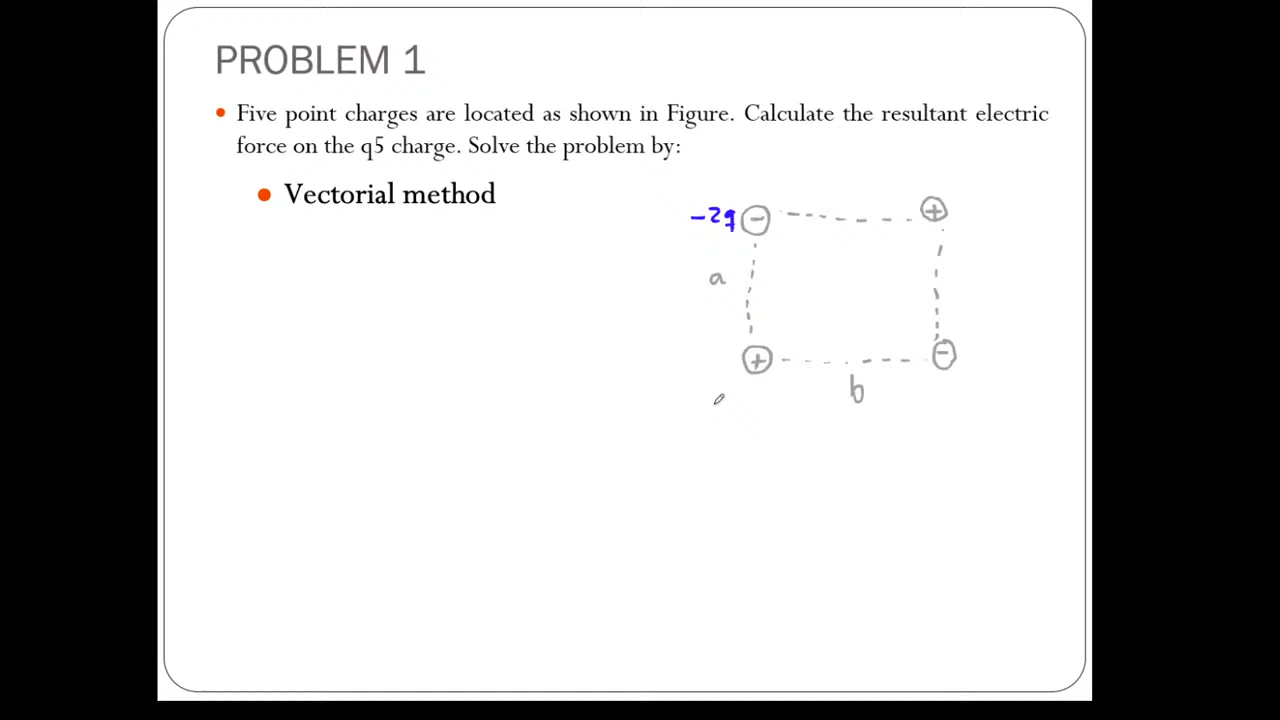 PROBLEM 1
Five point charges are located as shown in Figure. Calculate the resultant electric
force on the q5 charge. Solve the problem by:
Vectorial method
-2q - +
a
+ -
b